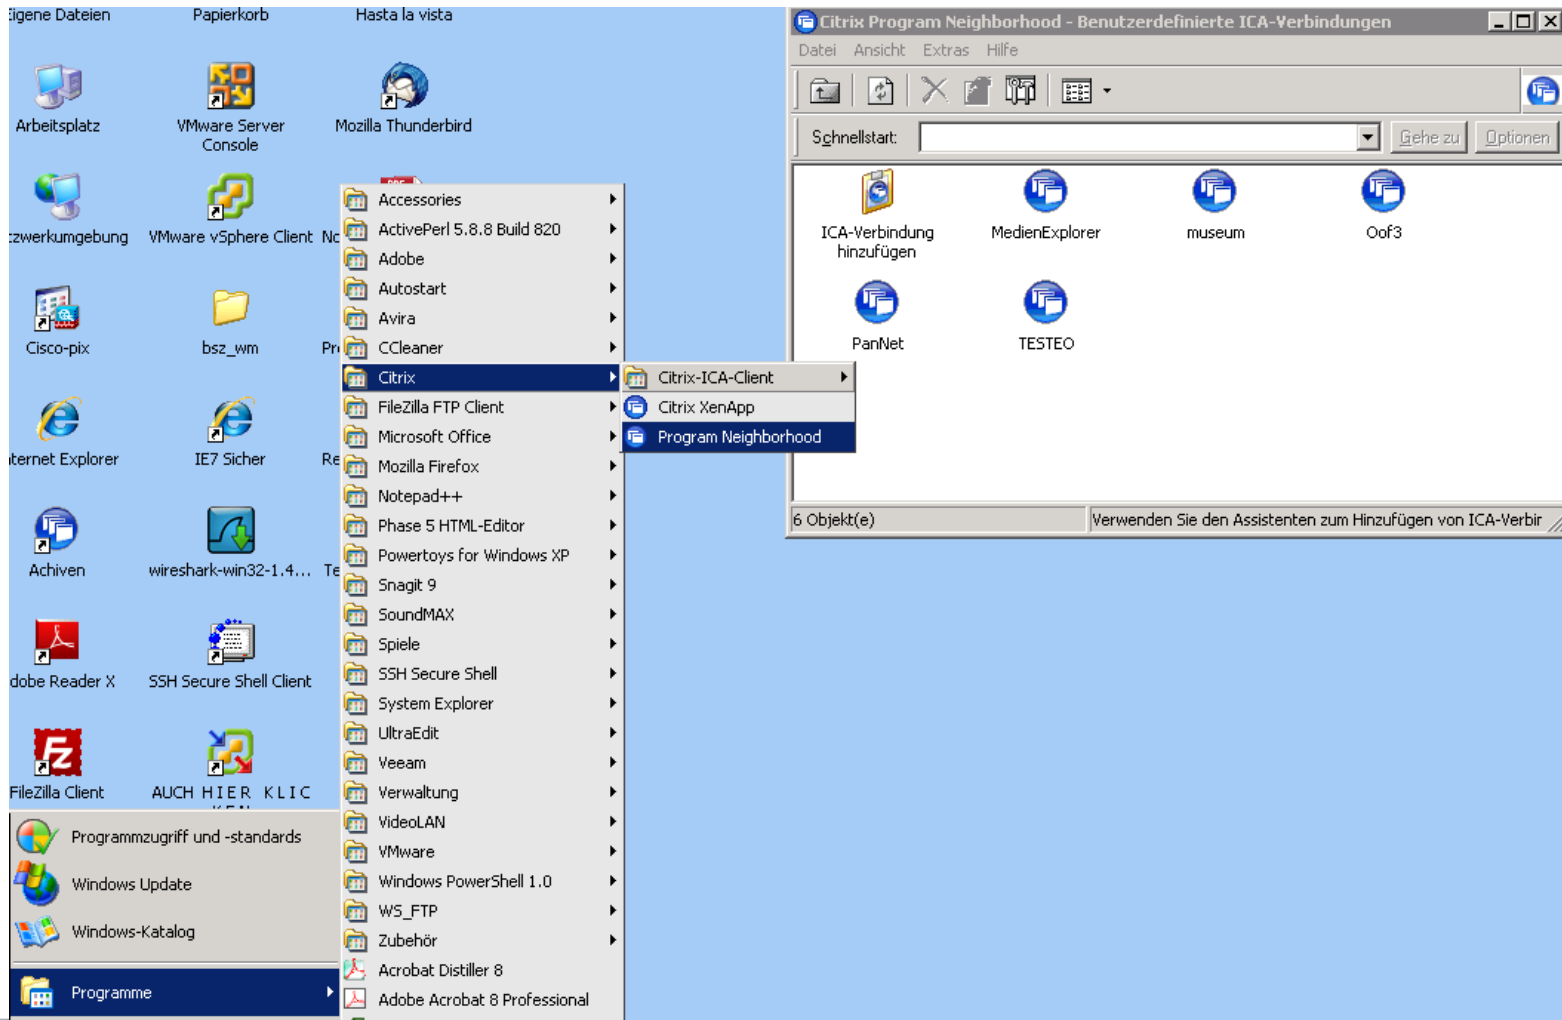 igene Dateien
Papierkorb
Hasta la vista
Arbeitsplatz
VMware Server
Console
Mozilla Thunderbird
zwerkumgebung
VMware vSphere Client
Cisco-pix
bsz_wm
ternet Explorer
IE7 Sicher
Achiven
wireshark-win32-1.4...
dobe Reader X
SSH Secure Shell Client
FileZilla Client
AUCH HIER KLIC
Programmzugriff und -standards
Windows Update
Windows-Katalog
Programme
Accessories
ActivePerl 5.8.8 Build 820
Adobe
Autostart
Avira
CCleaner
Citrix
FileZilla FTP Client
Microsoft Office
Mozilla Firefox
Notepad++
Phase 5 HTML-Editor
Powertoys for Windows XP
Snagit 9
SoundMAX
Spiele
SSH Secure Shell
System Explorer
UltraEdit
Veeam
Verwaltung
VideoLAN
VMware
Windows PowerShell 1.0
WS_FTP
Zubehör
Acrobat Distiller 8
Adobe Acrobat 8 Professional
Citrix-ICA-Client
Citrix XenApp
Program Neighborhood
Citrix Program Neighborhood - Benutzerdefinierte ICA-Verbindungen
Datei Ansicht Extras Hilfe
Schnellstart:
Gehe zu
Optionen
ICA-Verbindung
hinzufügen
MedienExplorer
museum
Oof3
PanNet
TESTEO
6 Objekt(e)
Verwenden Sie den Assistenten zum Hinzufügen von ICA-Verbir